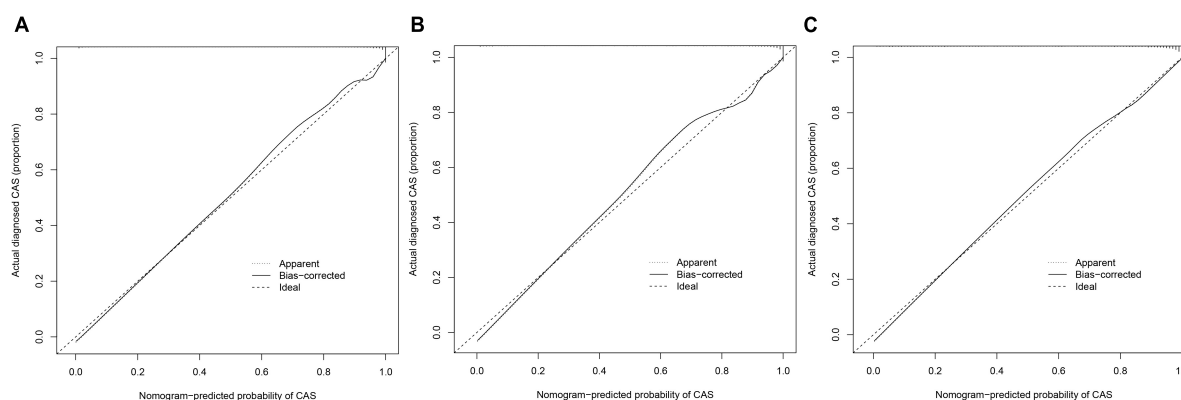 A
B
C
Actual diagnosed CAS (proportion)
1.0
0.8
0.6
0.4
0.2
0.0
Apparent
Bias-corrected
Ideal
0.0 0.2 0.4 0.6 0.8 1.0
Nomogram-predicted probability of CAS
Actual diagnosed CAS (proportion)
1.0
0.8
0.6
0.4
0.2
0.0
Apparent
Bias-corrected
Ideal
0.0 0.2 0.4 0.6 0.8 1.0
Nomogram-predicted probability of CAS
Actual diagnosed CAS (proportion)
1.0
0.8
0.6
0.4
0.2
0.0
Apparent
Bias-corrected
Ideal
0.0 0.2 0.4 0.6 0.8
Nomogram-predicted probability of CAS